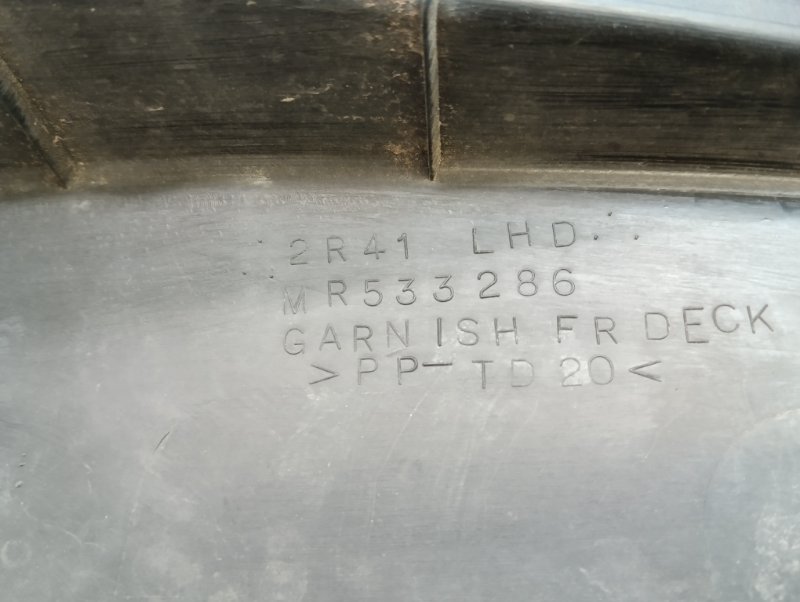 2R41 LHD
MR533286
GARNISH FR DECK
>PP-TD20<